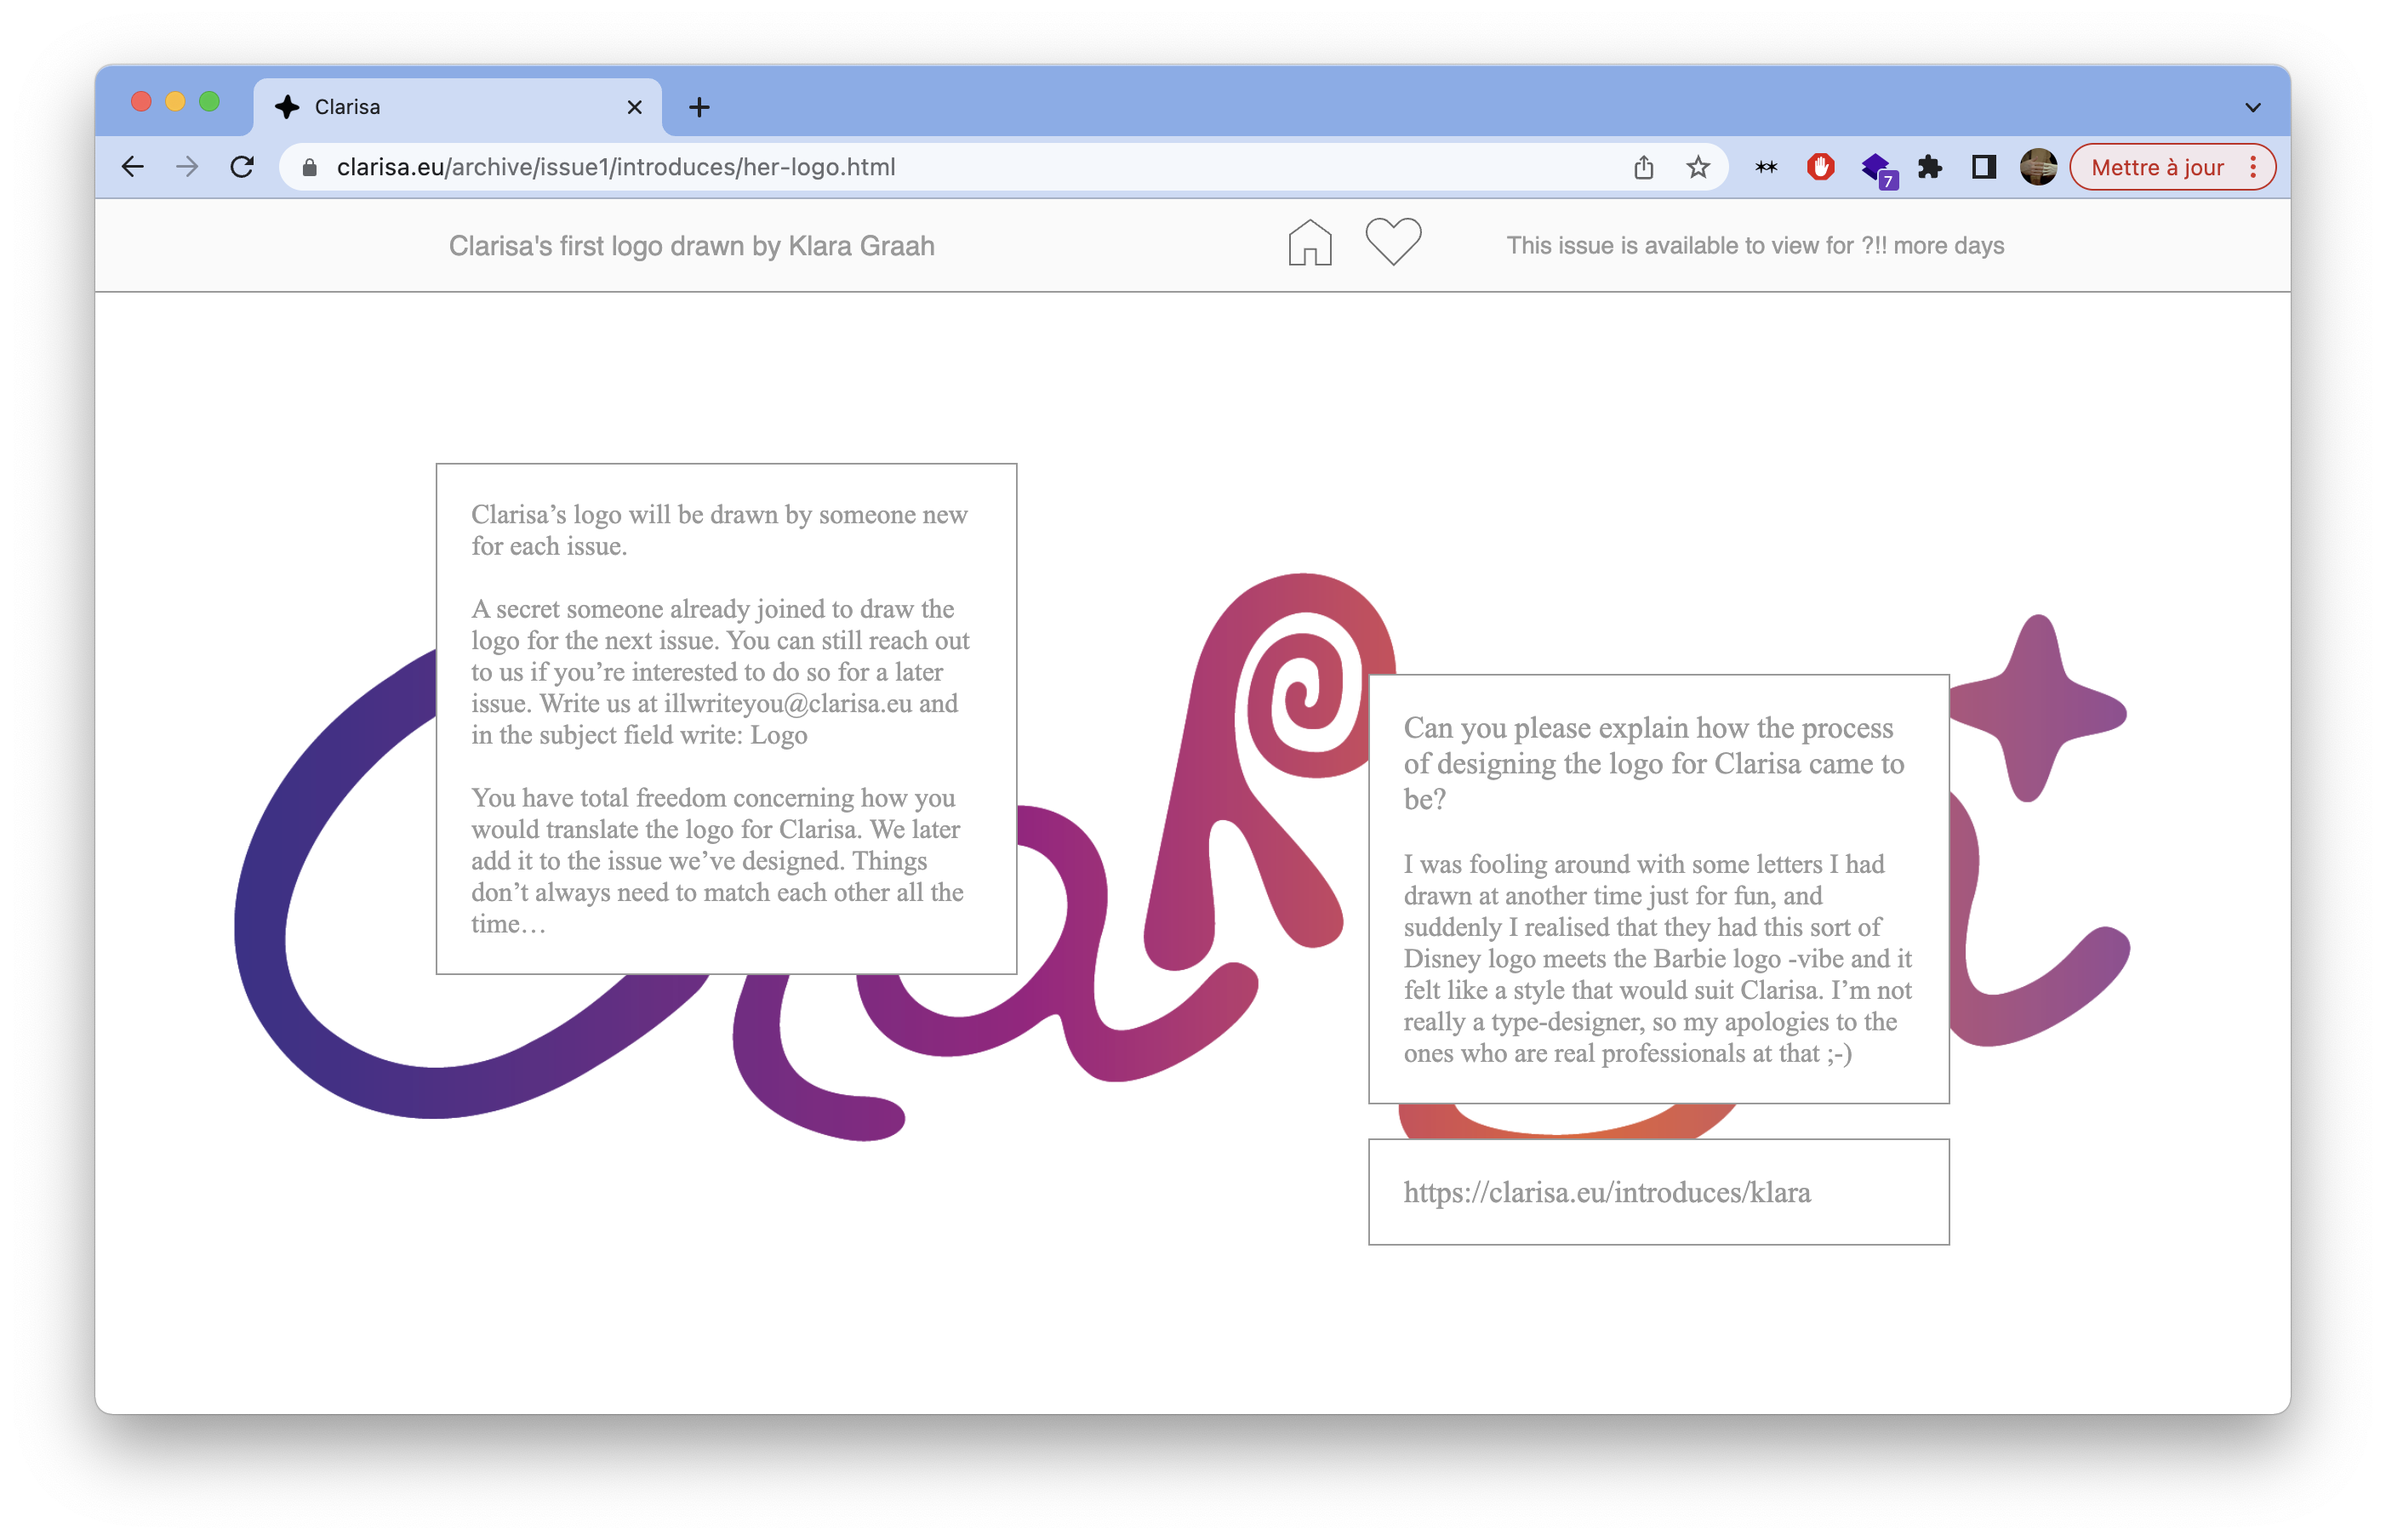 Clarisa
clarisa.eu/archive/issue1/introduces/her-logo.html
7
Mettre à jour
Clarisa's first logo drawn by Klara Graah
This issue is available to view for ?!! more days
Clarisa’s logo will be drawn by someone new
for each issue.
A secret someone already joined to draw the
logo for the next issue. You can still reach out
to us if you’re interested to do so for a later
issue. Write us at illwriteyou@clarisa.eu and
in the subject field write: Logo
You have total freedom concerning how you
would translate the logo for Clarisa. We later
add it to the issue we’ve designed. Things
don’t always need to match each other all the
time…
Can you please explain how the process
of designing the logo for Clarisa came to
be?
I was fooling around with some letters I had
drawn at another time just for fun, and
suddenly I realised that they had this sort of
Disney logo meets the Barbie logo -vibe and it
felt like a style that would suit Clarisa. I’m not
really a type-designer, so my apologies to the
ones who are real professionals at that ;-)
https://clarisa.eu/introduces/klara